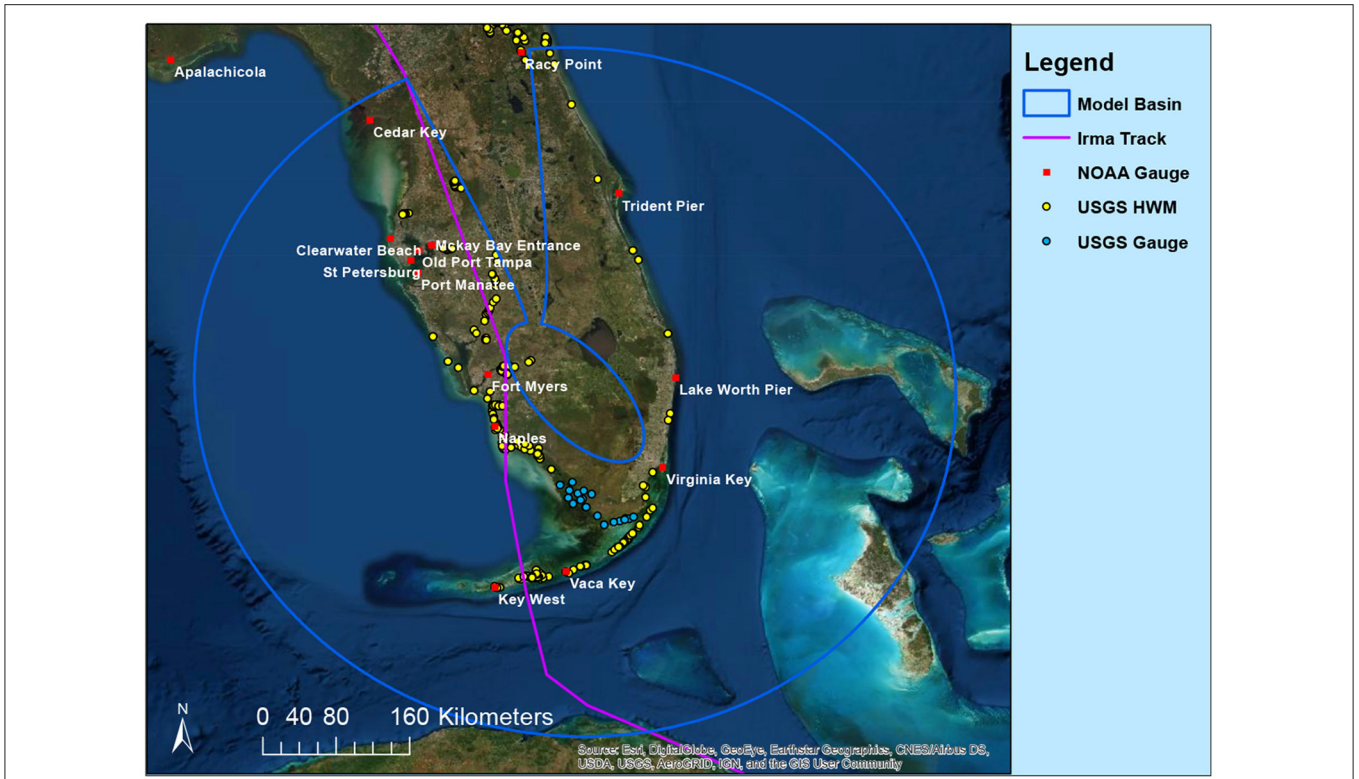 Apalachicola
Racy Point
Cedar Key
Trident Pier
Clearwater Beach
Mckay Bay Entrance
Old Port Tampa
St Petersburg
Port Manatee
Fort Myers
Lake Worth Pier
Naples
Virginia Key
Vaca Key
Key West
N
0 40 80 160 Kilometers
Source: Esri, DigitalGlobe, GeoEye, Earthstar Geographics, CNES/Airbus DS,
USDA, USGS, AeroGRID, IGN, and the GIS User Community
Legend
Model Basin
Irma Track
NOAA Gauge
USGS HWM
USGS Gauge